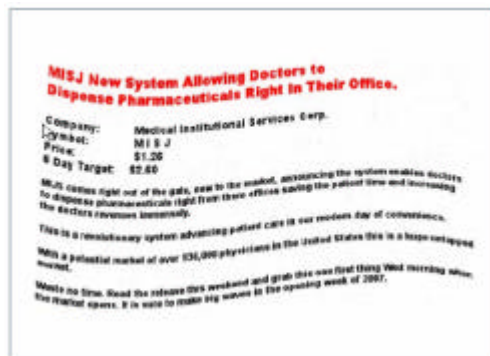 MISJ New System Allowing Doctors to
Dispense Pharmaceuticals Right In Their Office.
Company: Medical Institutional Services Corp.
Symbol: M I S J
Price: $1.26
6 Day Target: $2.60
comes right out of the gate, new to the market, announcing the system enables doctors
to dispense pharmaceuticals right from there offices saving the patient time and increasing
the doctors revenues immensely.
This is a revolutionary system advancing patient care in our modern day of convenience.
With a potential market of over physicians in the United States this is a huge untapped
market.
Waste no time. Read the release this weekend and grab this one first thing Wed morning when
the market opens. It is sure to make big waves in the opening week of 2007.